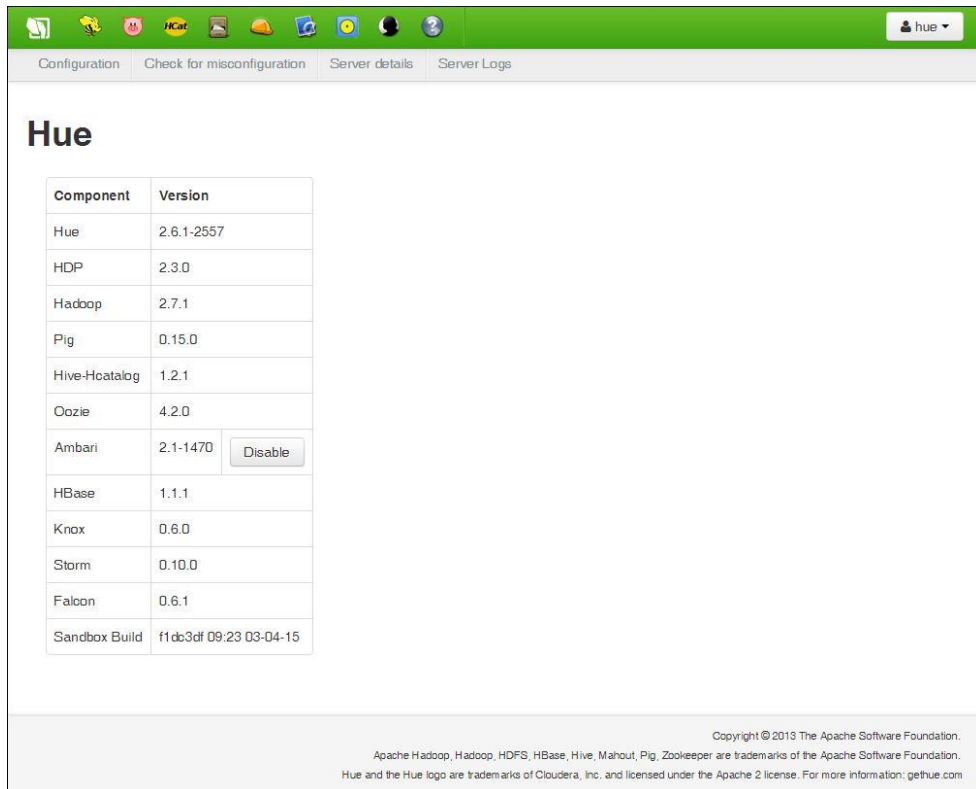 HCat
hue
Configuration Check for misconfiguration Server details Server Logs
Hue
Component Version
Hue 2.6.1-2557
HDP 2.3.0
Hadoop 2.7.1
Pig 0.15.0
Hive-Hcatalog 1.2.1
Oozie 4.2.0
Ambari 2.1-1470 Disable
HBase 1.1.1
Knox 0.6.0
Storm 0.10.0
Falcon 0.6.1
Sandbox Build f1dc3df 09:23 03-04-15
Copyright © 2013 The Apache Software Foundation.
Apache Hadoop, Hadoop, HDFS, HBase, Hive, Mahout, Pig, Zookeeper are trademarks of the Apache Software Foundation.
Hue and the Hue logo are trademarks of Cloudera, Inc. and licensed under the Apache 2 license. For more information: gethue.com